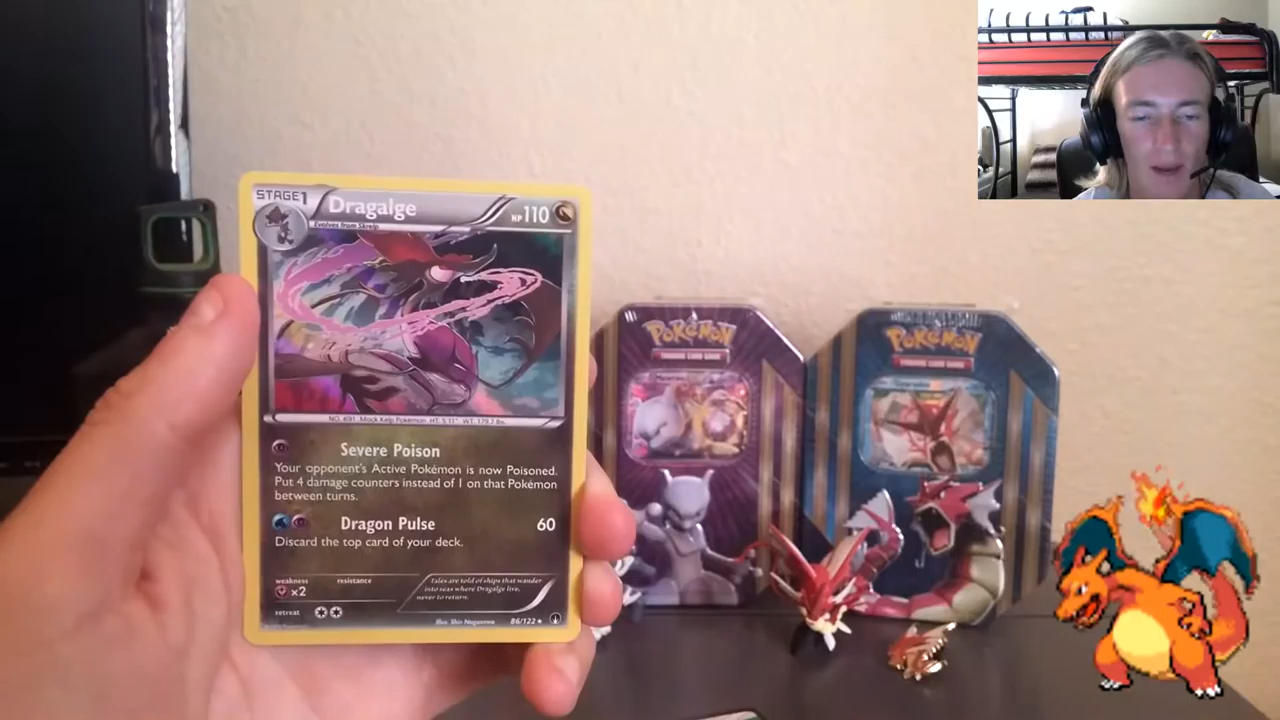 STAGE1
Dragalge
HP 110
Evolves from Skrelp
NO. 691 Mock Kelp Pokémon HT. 5'11" WT. 179.7 lbs.
Severe Poison
Your opponent's Active Pokémon is now Poisoned.
Put 4 damage counters instead of 1 on that Pokémon
between turns.
Dragon Pulse 60
Discard the top card of your deck.
weakness resistance
×2
Tales are told of ships that wander
into seas where Dragalge live,
never to return.
retreat
Illus. Shin Nagasawa 86/122 ★
POKéMON
TRADING CARD GAME
POKéMON
TRADING CARD GAME